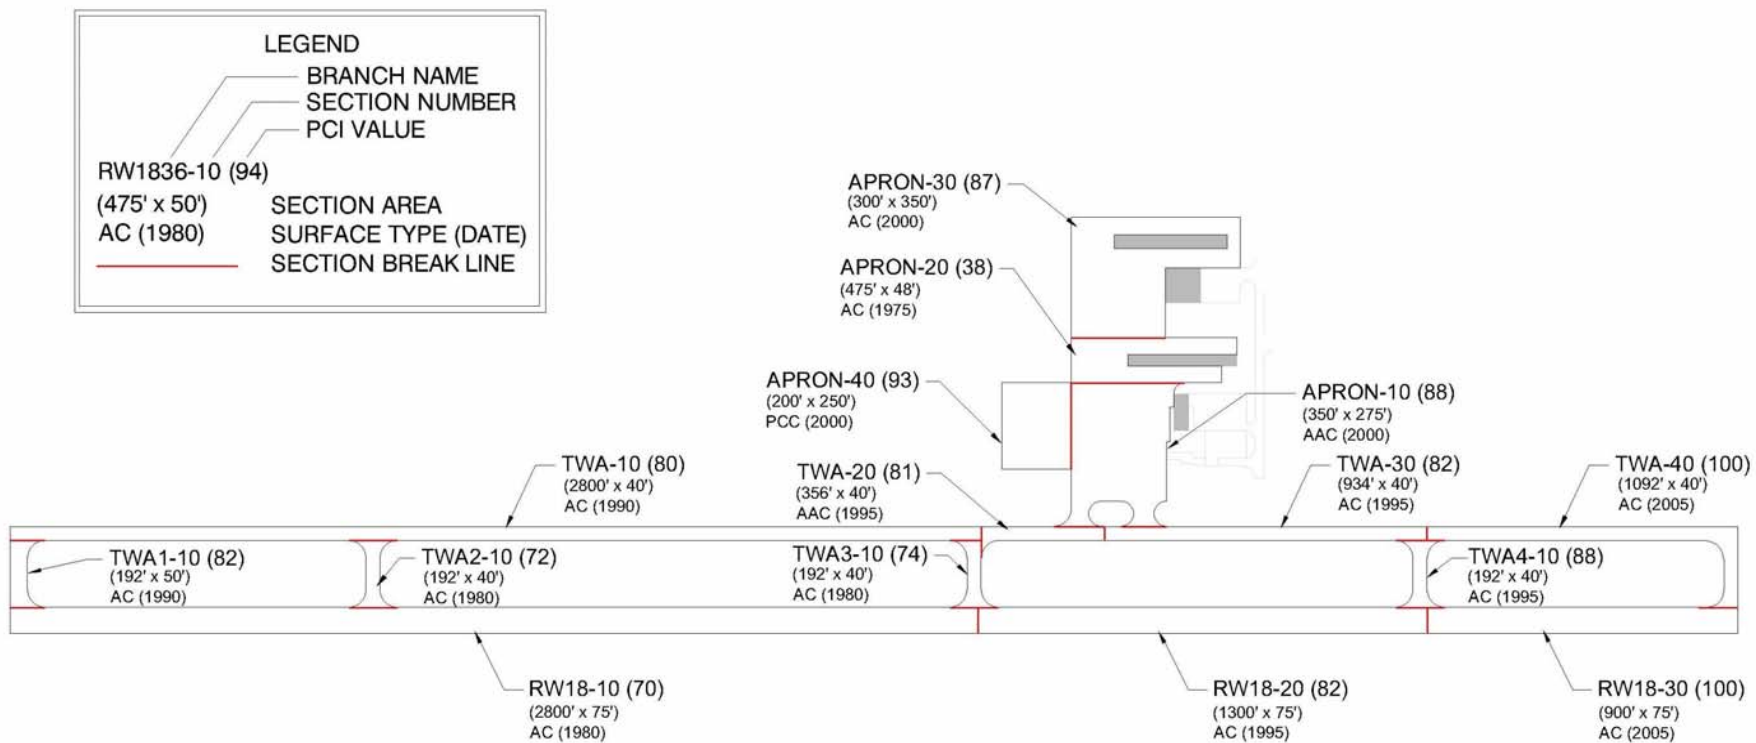 LEGEND
BRANCH NAME
SECTION NUMBER
PCI VALUE
RW1836-10 (94)
(475' x 50') SECTION AREA
AC (1980) SURFACE TYPE (DATE)
SECTION BREAK LINE
APRON-30 (87)
(300' x 350')
AC (2000)
APRON-20 (38)
(475' x 48')
AC (1975)
APRON-40 (93)
(200' x 250')
PCC (2000)
APRON-10 (88)
(350' x 275')
AAC (2000)
TWA-10 (80)
(2800' x 40')
AC (1990)
TWA-20 (81)
(356' x 40')
AAC (1995)
TWA-30 (82)
(934' x 40')
AC (1995)
TWA-40 (100)
(1092' x 40')
AC (2005)
TWA1-10 (82)
(192' x 50')
AC (1990)
TWA2-10 (72)
(192' x 40')
AC (1980)
TWA3-10 (74)
(192' x 40')
AC (1980)
TWA4-10 (88)
(192' x 40')
AC (1995)
RW18-10 (70)
(2800' x 75')
AC (1980)
RW18-20 (82)
(1300' x 75')
AC (1995)
RW18-30 (100)
(900' x 75')
AC (2005)